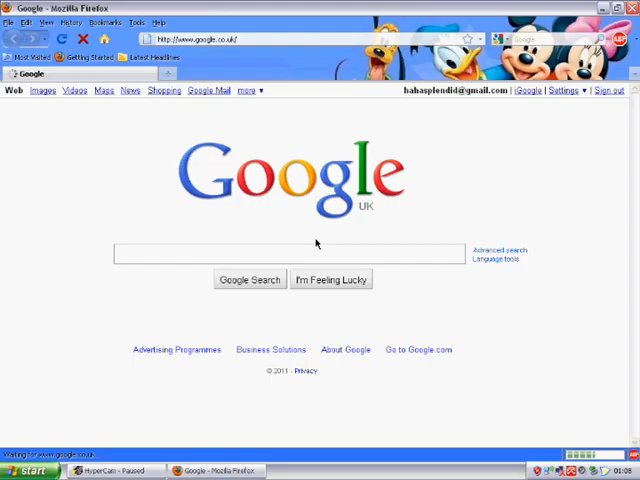 Google - Mozilla Firefox
File Edit View History Bookmarks Tools Help
http://www.google.co.uk/
Google
ABP
Most Visited Getting Started Latest Headlines
Google
Web Images Videos Maps News Shopping Google Mail more ▼
hahasplendid@gmail.com | iGoogle | Settings ▼ | Sign out
Google
UK
Advanced search
Language tools
Google Search I'm Feeling Lucky
Advertising Programmes Business Solutions About Google Go to Google.com
© 2011 - Privacy
Waiting for www.google.co.uk...
ABP
start HyperCam - Paused Google - Mozilla Firefox 01:08